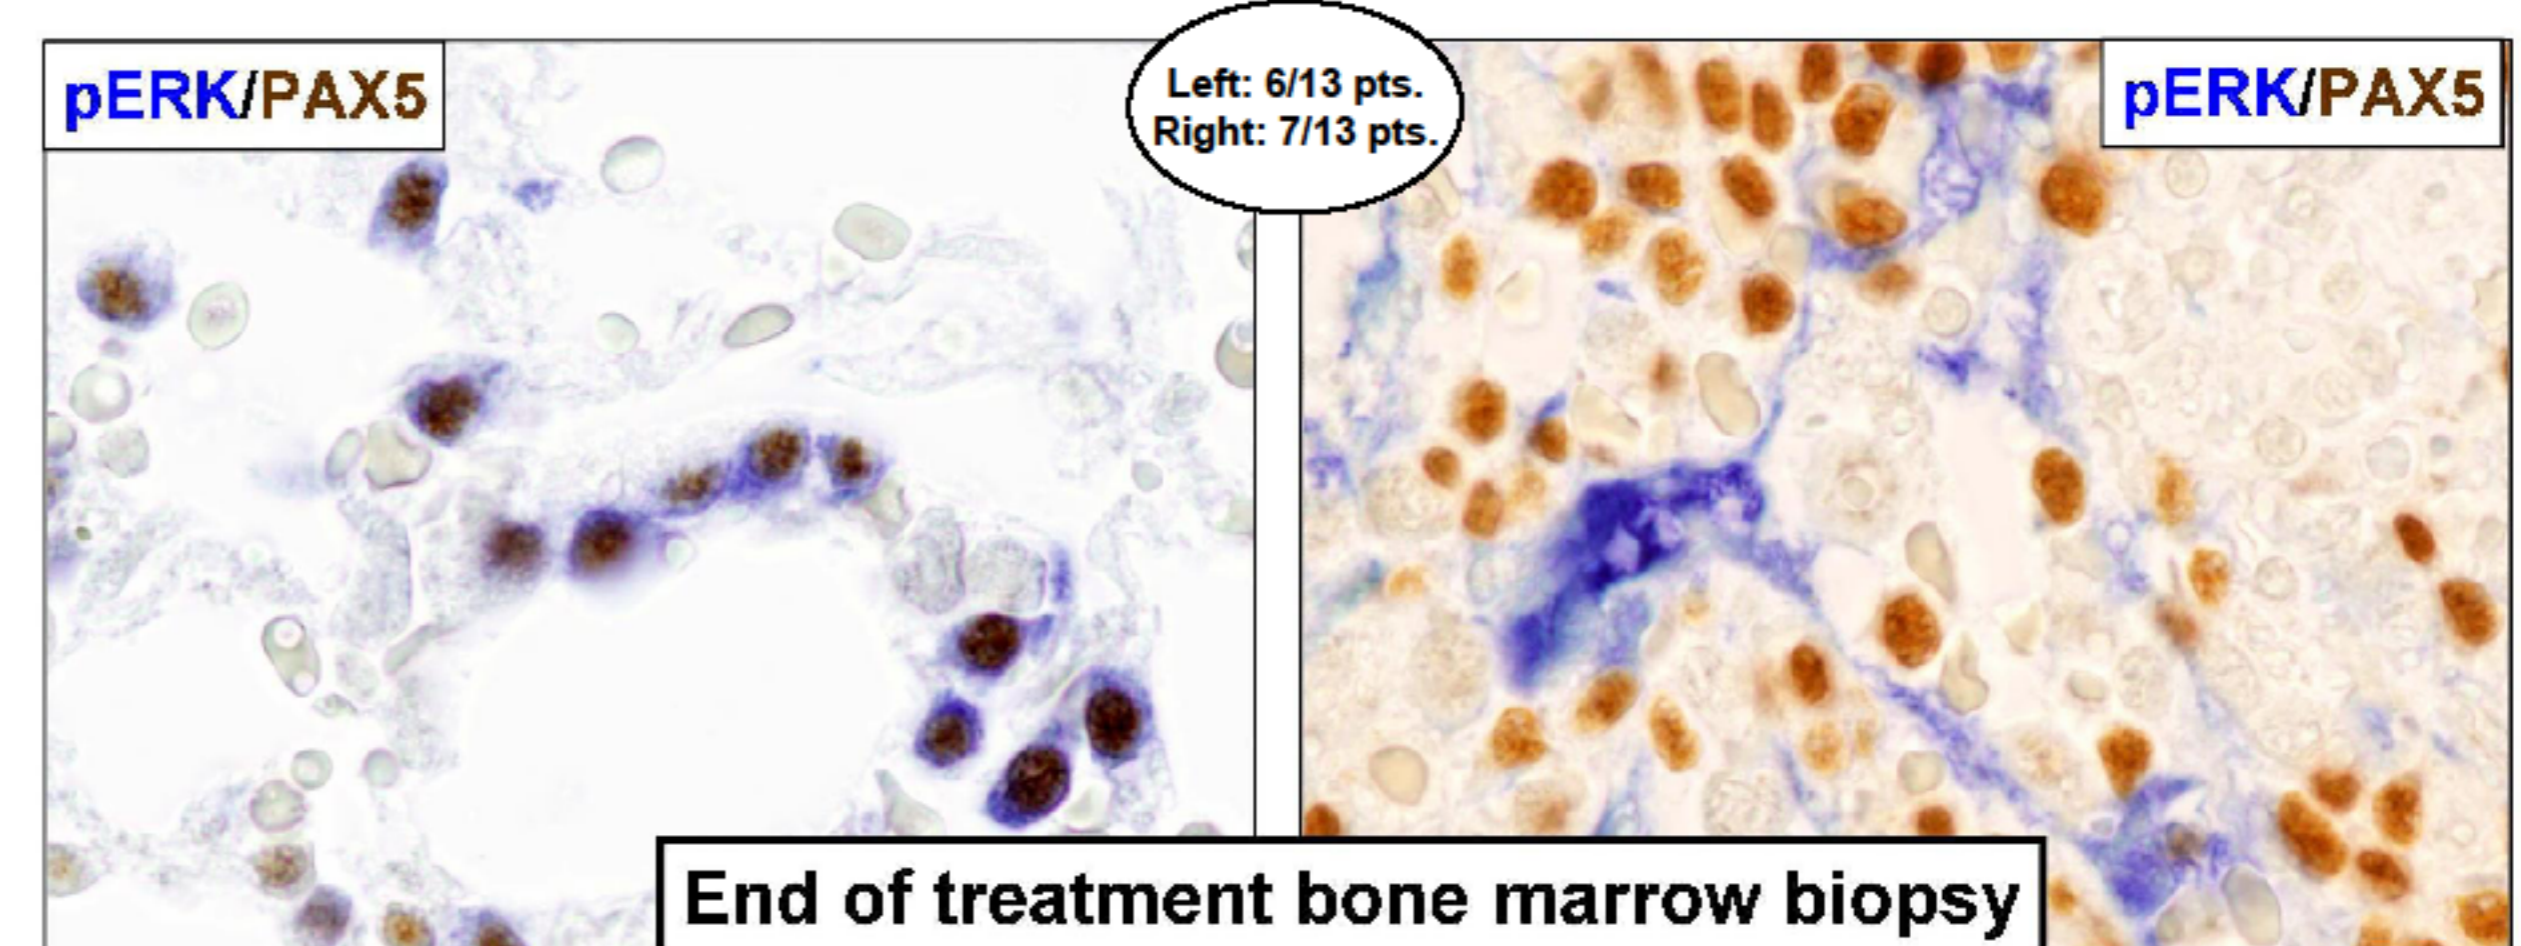 pERK/PAX5
Left: 6/13 pts.
Right: 7/13 pts.
pERK/PAX5
End of treatment bone marrow biopsy